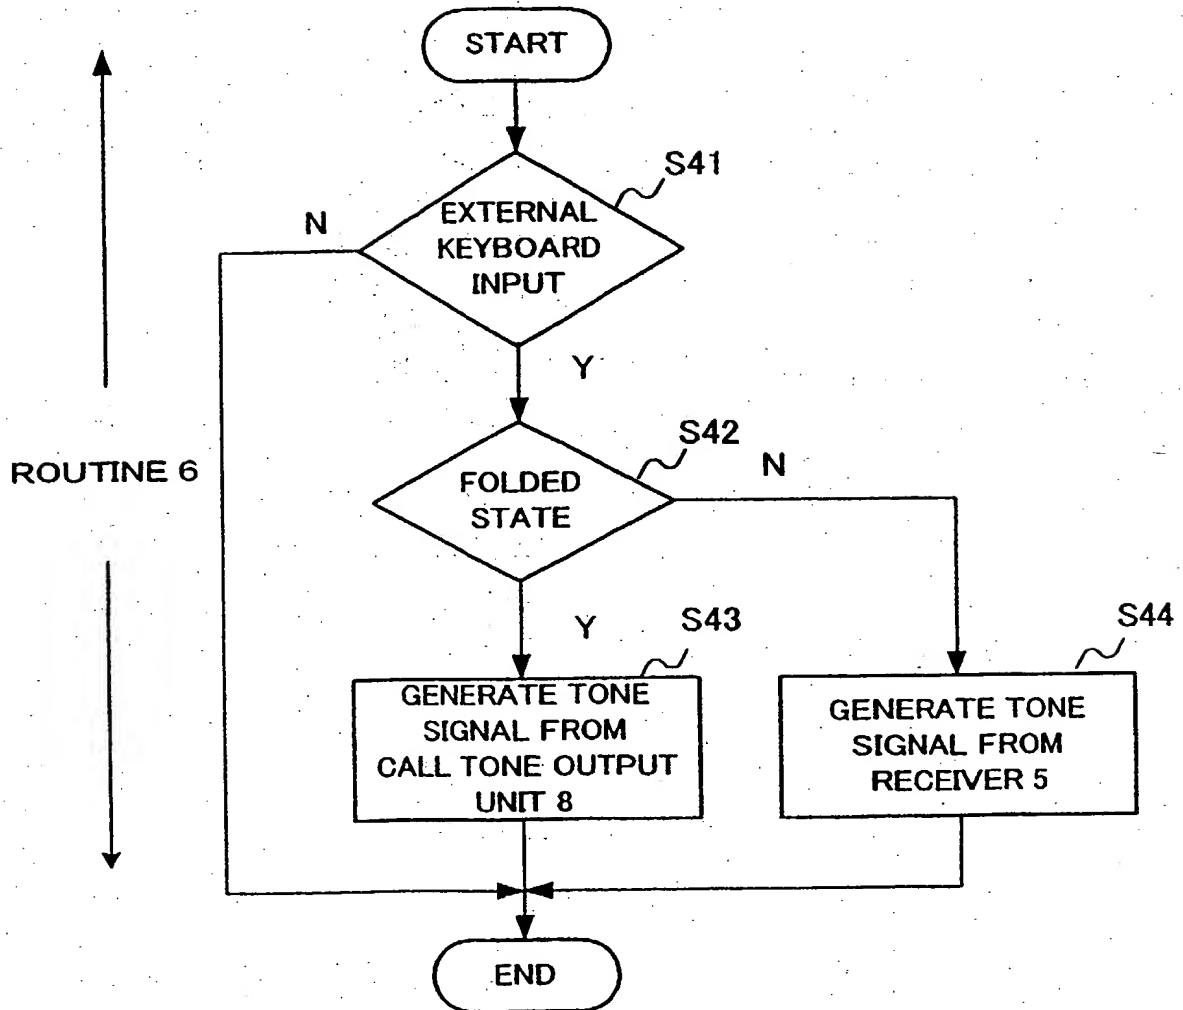 START
S41
N
EXTERNAL
KEYBOARD
INPUT
Y
S42
N
ROUTINE 6
FOLDED
STATE
Y
S43
S44
GENERATE TONE
SIGNAL FROM
CALL TONE OUTPUT
UNIT 8
GENERATE TONE
SIGNAL FROM
RECEIVER 5
END